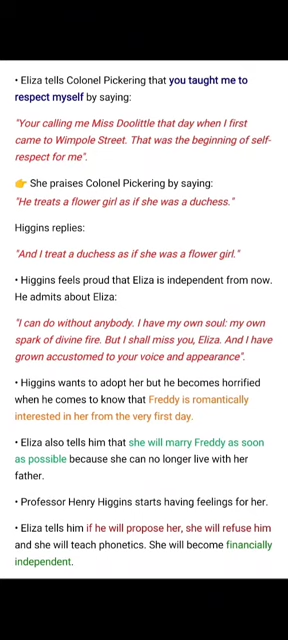 • Eliza tells Colonel Pickering that you taught me to
respect myself by saying:
"Your calling me Miss Doolittle that day when I first
came to Wimpole Street. That was the beginning of self-
respect for me".
👉 She praises Colonel Pickering by saying:
"He treats a flower girl as if she was a duchess."
Higgins replies:
"And I treat a duchess as if she was a flower girl."
• Higgins feels proud that Eliza is independent from now.
He admits about Eliza:
"I can do without anybody. I have my own soul: my own
spark of divine fire. But I shall miss you, Eliza. And I have
grown accustomed to your voice and appearance".
• Higgins wants to adopt her but he becomes horrified
when he comes to know that Freddy is romantically
interested in her from the very first day.
• Eliza also tells him that she will marry Freddy as soon
as possible because she can no longer live with her
father.
• Professor Henry Higgins starts having feelings for her.
• Eliza tells him if he will propose her, she will refuse him
and she will teach phonetics. She will become financially
independent.